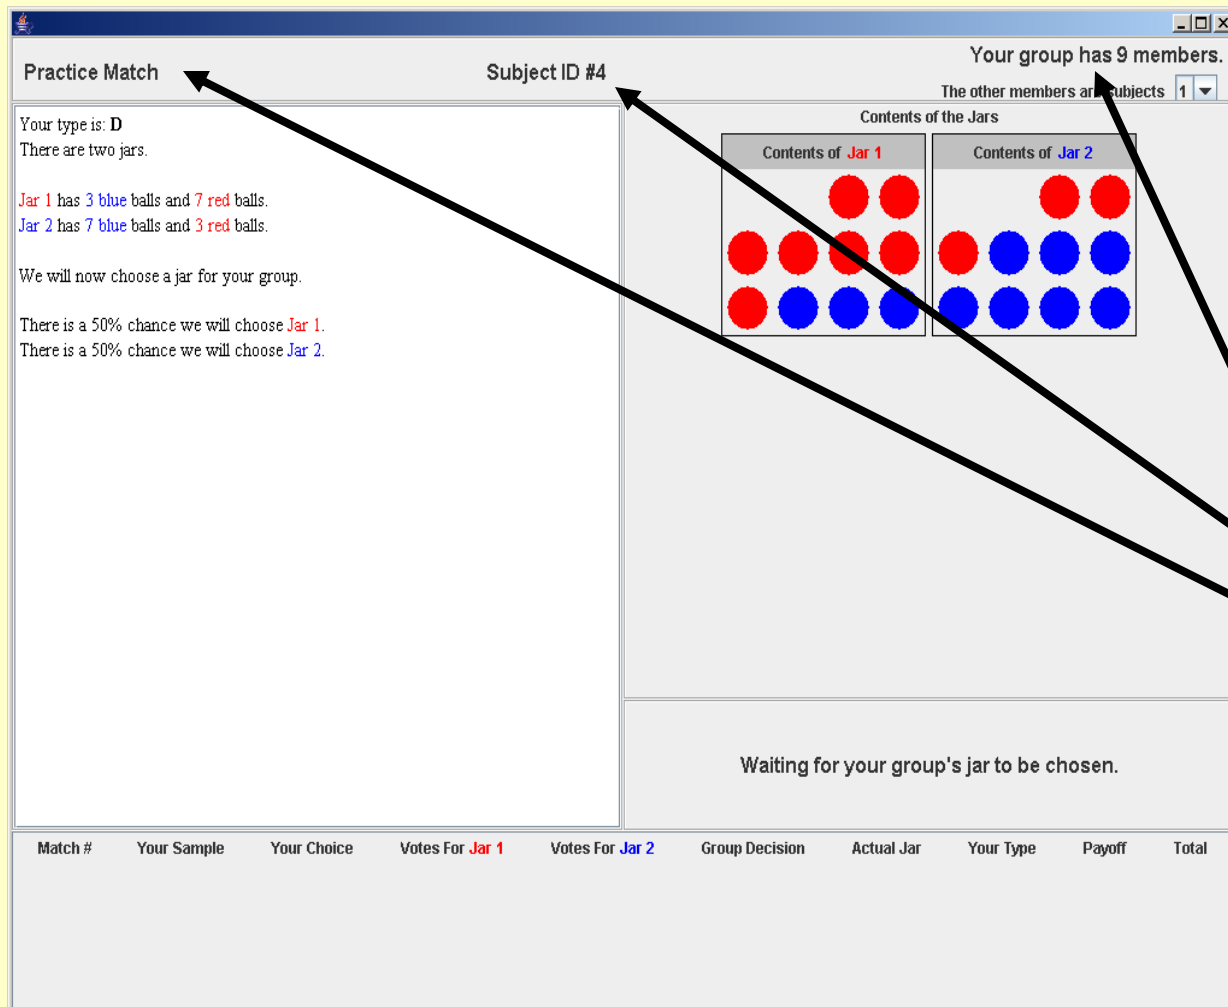 Practice Match
Subject ID #4
Your group has 9 members.
The other members are subjects 1
Your type is: D
There are two jars.
Jar 1 has 3 blue balls and 7 red balls.
Jar 2 has 7 blue balls and 3 red balls.
We will now choose a jar for your group.
There is a 50% chance we will choose Jar 1.
There is a 50% chance we will choose Jar 2.
Contents of the Jars
Contents of Jar 1
Contents of Jar 2
Waiting for your group's jar to be chosen.
Match # Your Sample Your Choice Votes For Jar 1 Votes For Jar 2 Group Decision Actual Jar Your Type Payoff Total